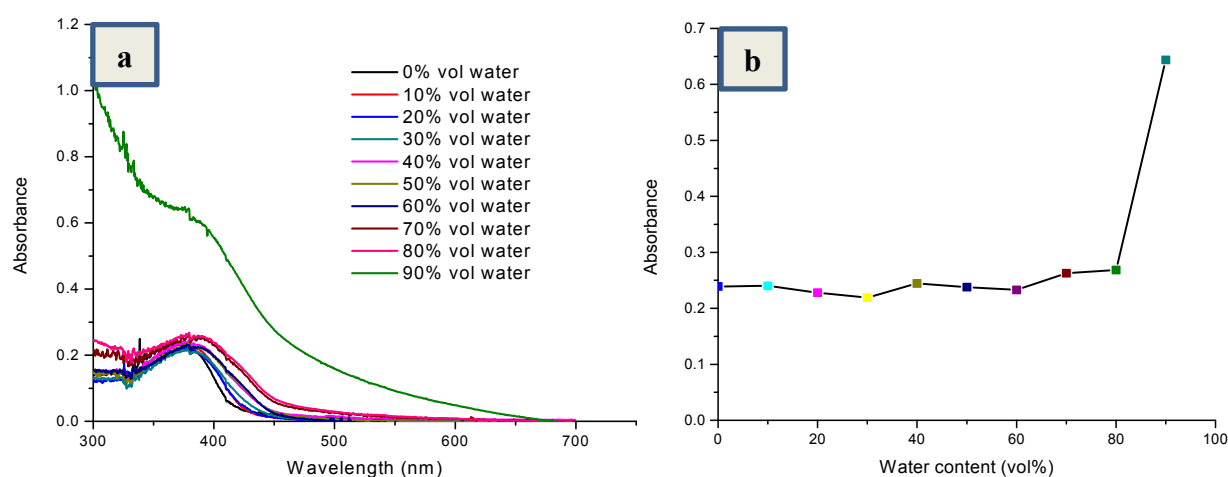 a
1.2
1.0
0.8
0.6
0.4
0.2
0.0
Absorbance
300
400
500
600
700
Wavelength (nm)
0% vol water
10% vol water
20% vol water
30% vol water
40% vol water
50% vol water
60% vol water
70% vol water
80% vol water
90% vol water
b
0.7
0.6
0.5
0.4
0.3
0.2
0.1
0.0
Absorbance
0
20
40
60
80
100
Water content (vol%)